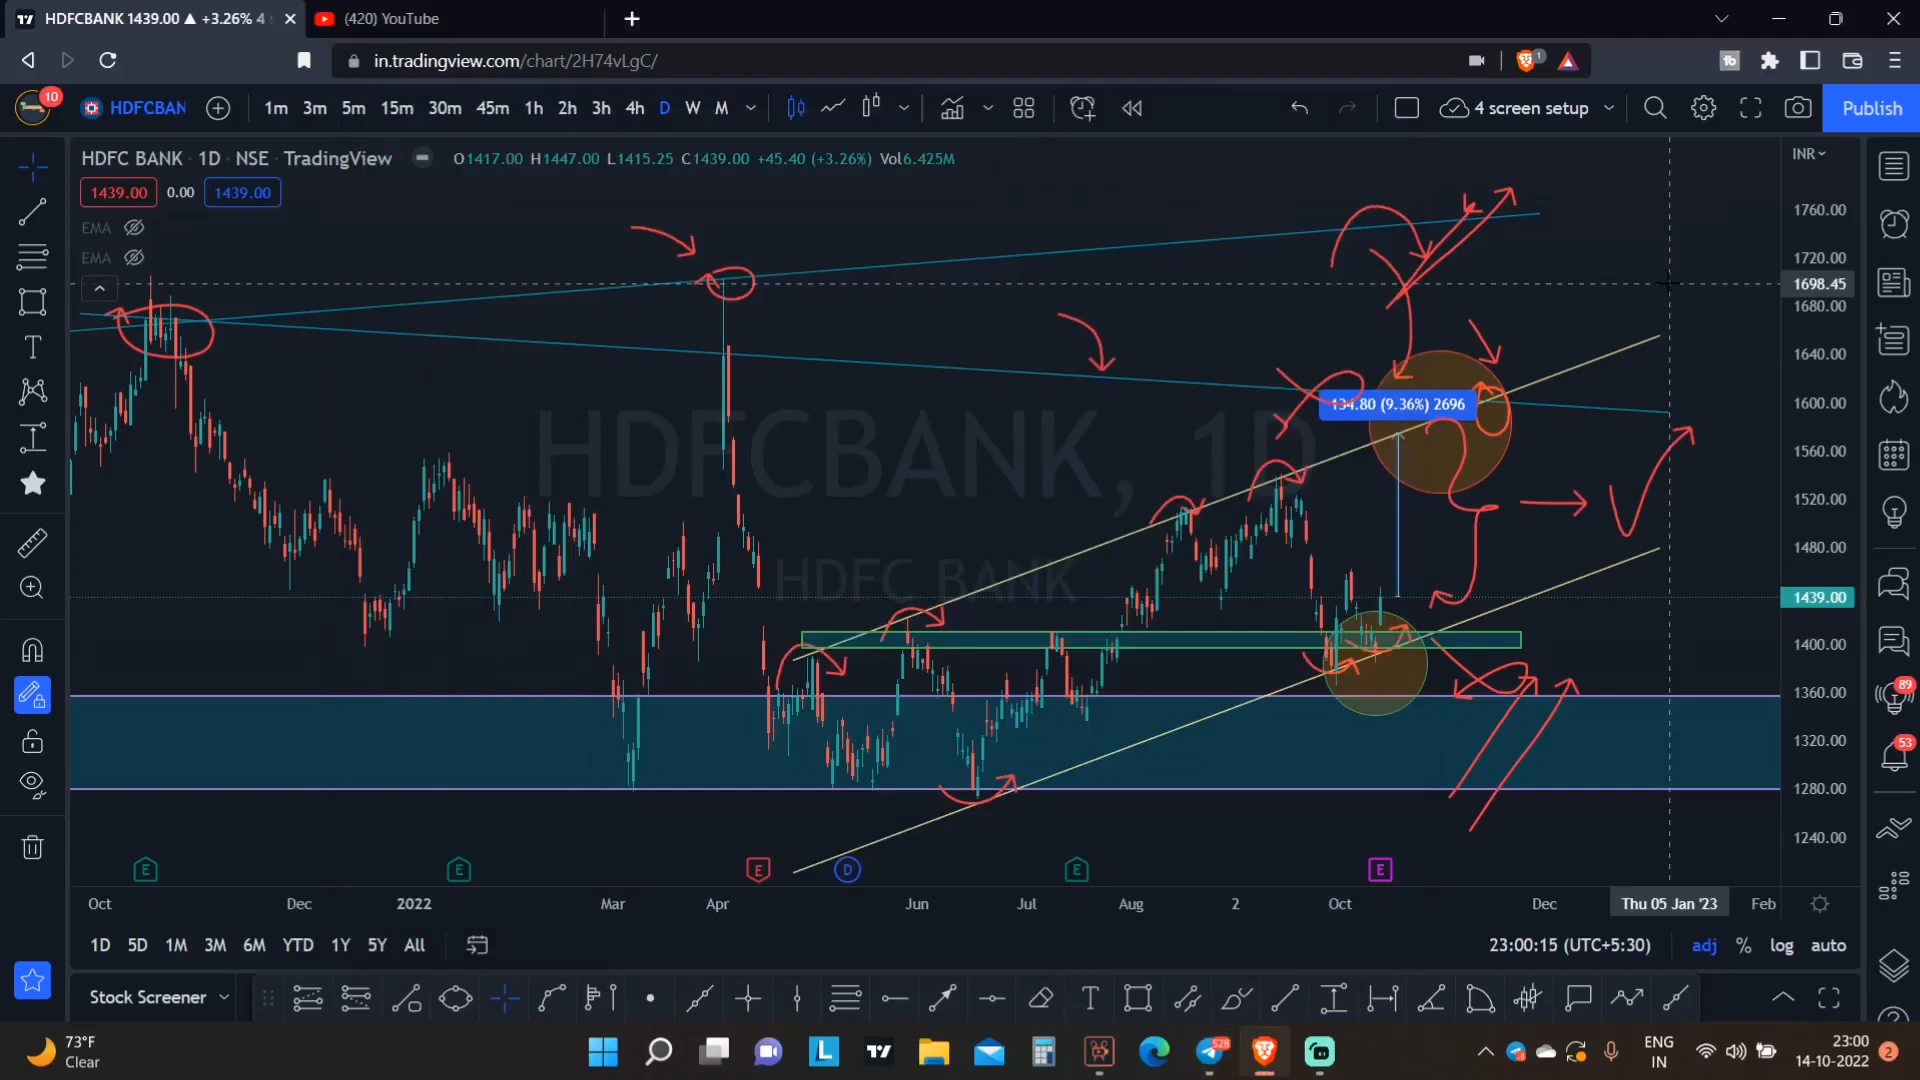 HDFCBANK 1439.00 ▲ +3.26% 4 s
(420) YouTube
in.tradingview.com/chart/2H74vLgC/
1
10
HDFCBAN
1m 3m 5m 15m 30m 45m 1h 2h 3h 4h D W M
4 screen setup
Publish
HDFC BANK · 1D · NSE · TradingView
O1417.00 H1447.00 L1415.25 C1439.00 +45.40 (+3.26%) Vol6.425M
INR
1439.00 0.00 1439.00
EMA
EMA
1760.00
1720.00
1698.45
1680.00
1640.00
1600.00
1560.00
1520.00
1480.00
1439.00
1400.00
1360.00
1320.00
1280.00
1240.00
134.80 (9.36%) 2696
HDFCBANK, 1D
HDFC BANK
89
53
E E E D E E
Oct Dec 2022 Mar Apr Jun Jul Aug 2 Oct Dec Thu 05 Jan '23 Feb
1D 5D 1M 3M 6M YTD 1Y 5Y All
23:00:15 (UTC+5:30) adj % log auto
Stock Screener
73°F
Clear
528
ENG
IN
23:00
14-10-2022
2